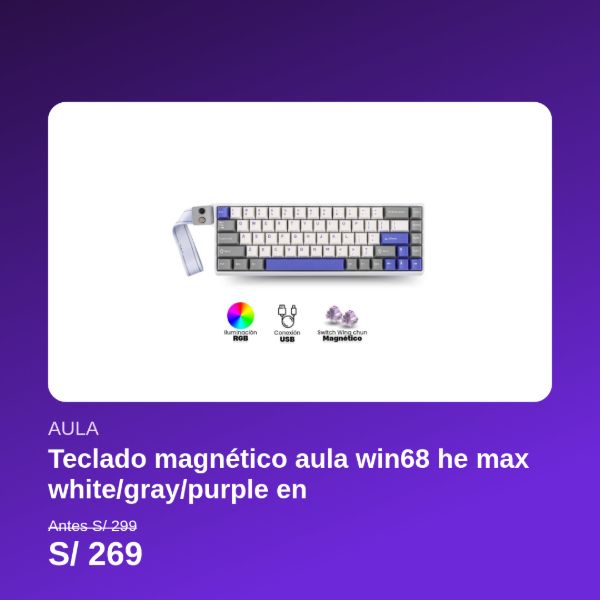 Iluminación
RGB
Conexión
USB
Switch Wing chun
Magnético
AULA
Teclado magnético aula win68 he max
white/gray/purple en
Antes S/ 299
S/ 269